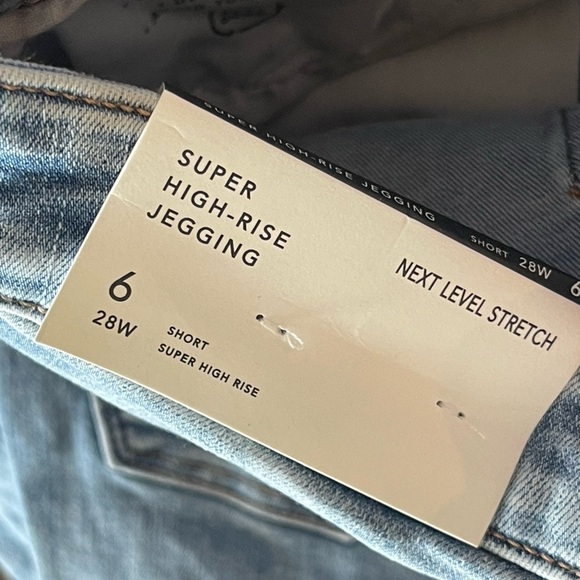 SUPER HIGH-RISE JEGGING SHORT 28W 6
SUPER
HIGH-RISE
JEGGING
NEXT LEVEL STRETCH
6
28W
SHORT
SUPER HIGH RISE